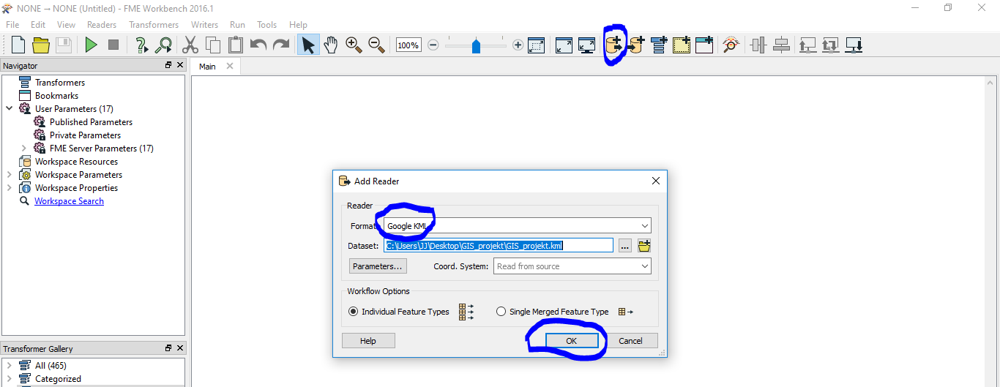 NONE → NONE (Untitled) - FME Workbench 2016.1
File Edit View Readers Transformers Writers Run Tools Help
100%
Navigator
Main
Transformers
Bookmarks
User Parameters (17)
Published Parameters
Private Parameters
FME Server Parameters (17)
Workspace Resources
Workspace Parameters
Workspace Properties
Workspace Search
Add Reader
Reader
Format: Google KML
Dataset: C:\Users\JJ\Desktop\GIS_projekt\GIS_projekt.kml ...
Parameters... Coord. System: Read from source
Workflow Options
Individual Feature Types Single Merged Feature Type
Help OK Cancel
Transformer Gallery
All (465)
Categorized